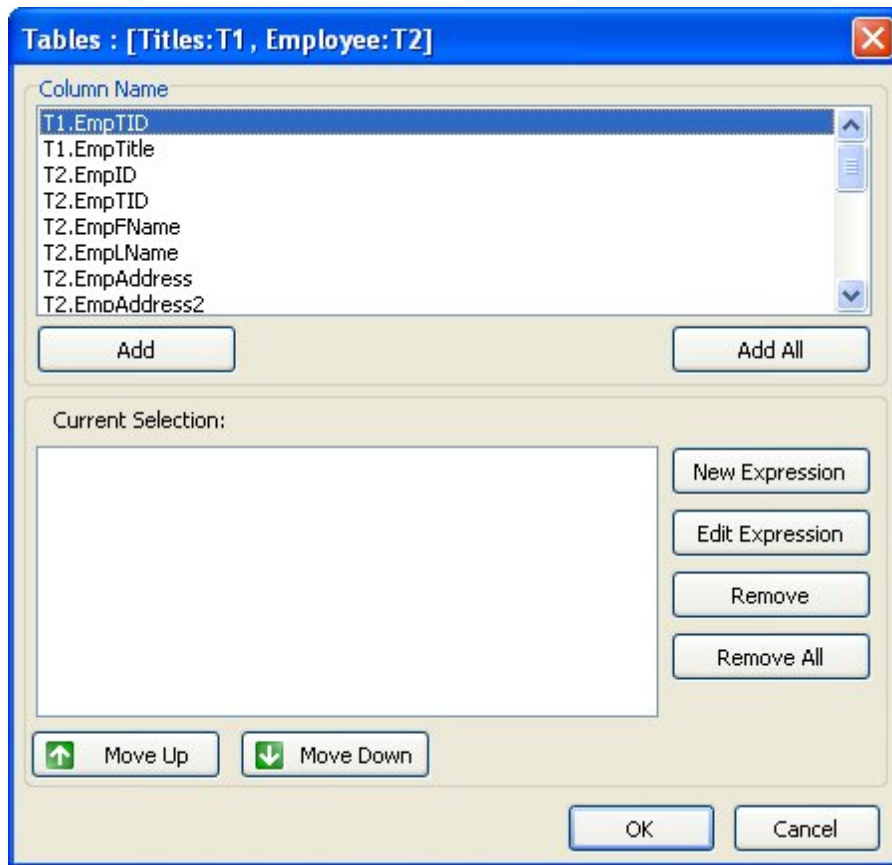 Tables : [Titles:T1 , Employee:T2]
Column Name
T1.EmpTID
T1.EmpTitle
T2.EmpID
T2.EmpTID
T2.EmpFName
T2.EmpLName
T2.EmpAddress
T2.EmpAddress2
Add
Add All
Current Selection:
New Expression
Edit Expression
Remove
Remove All
Move Up
Move Down
OK
Cancel